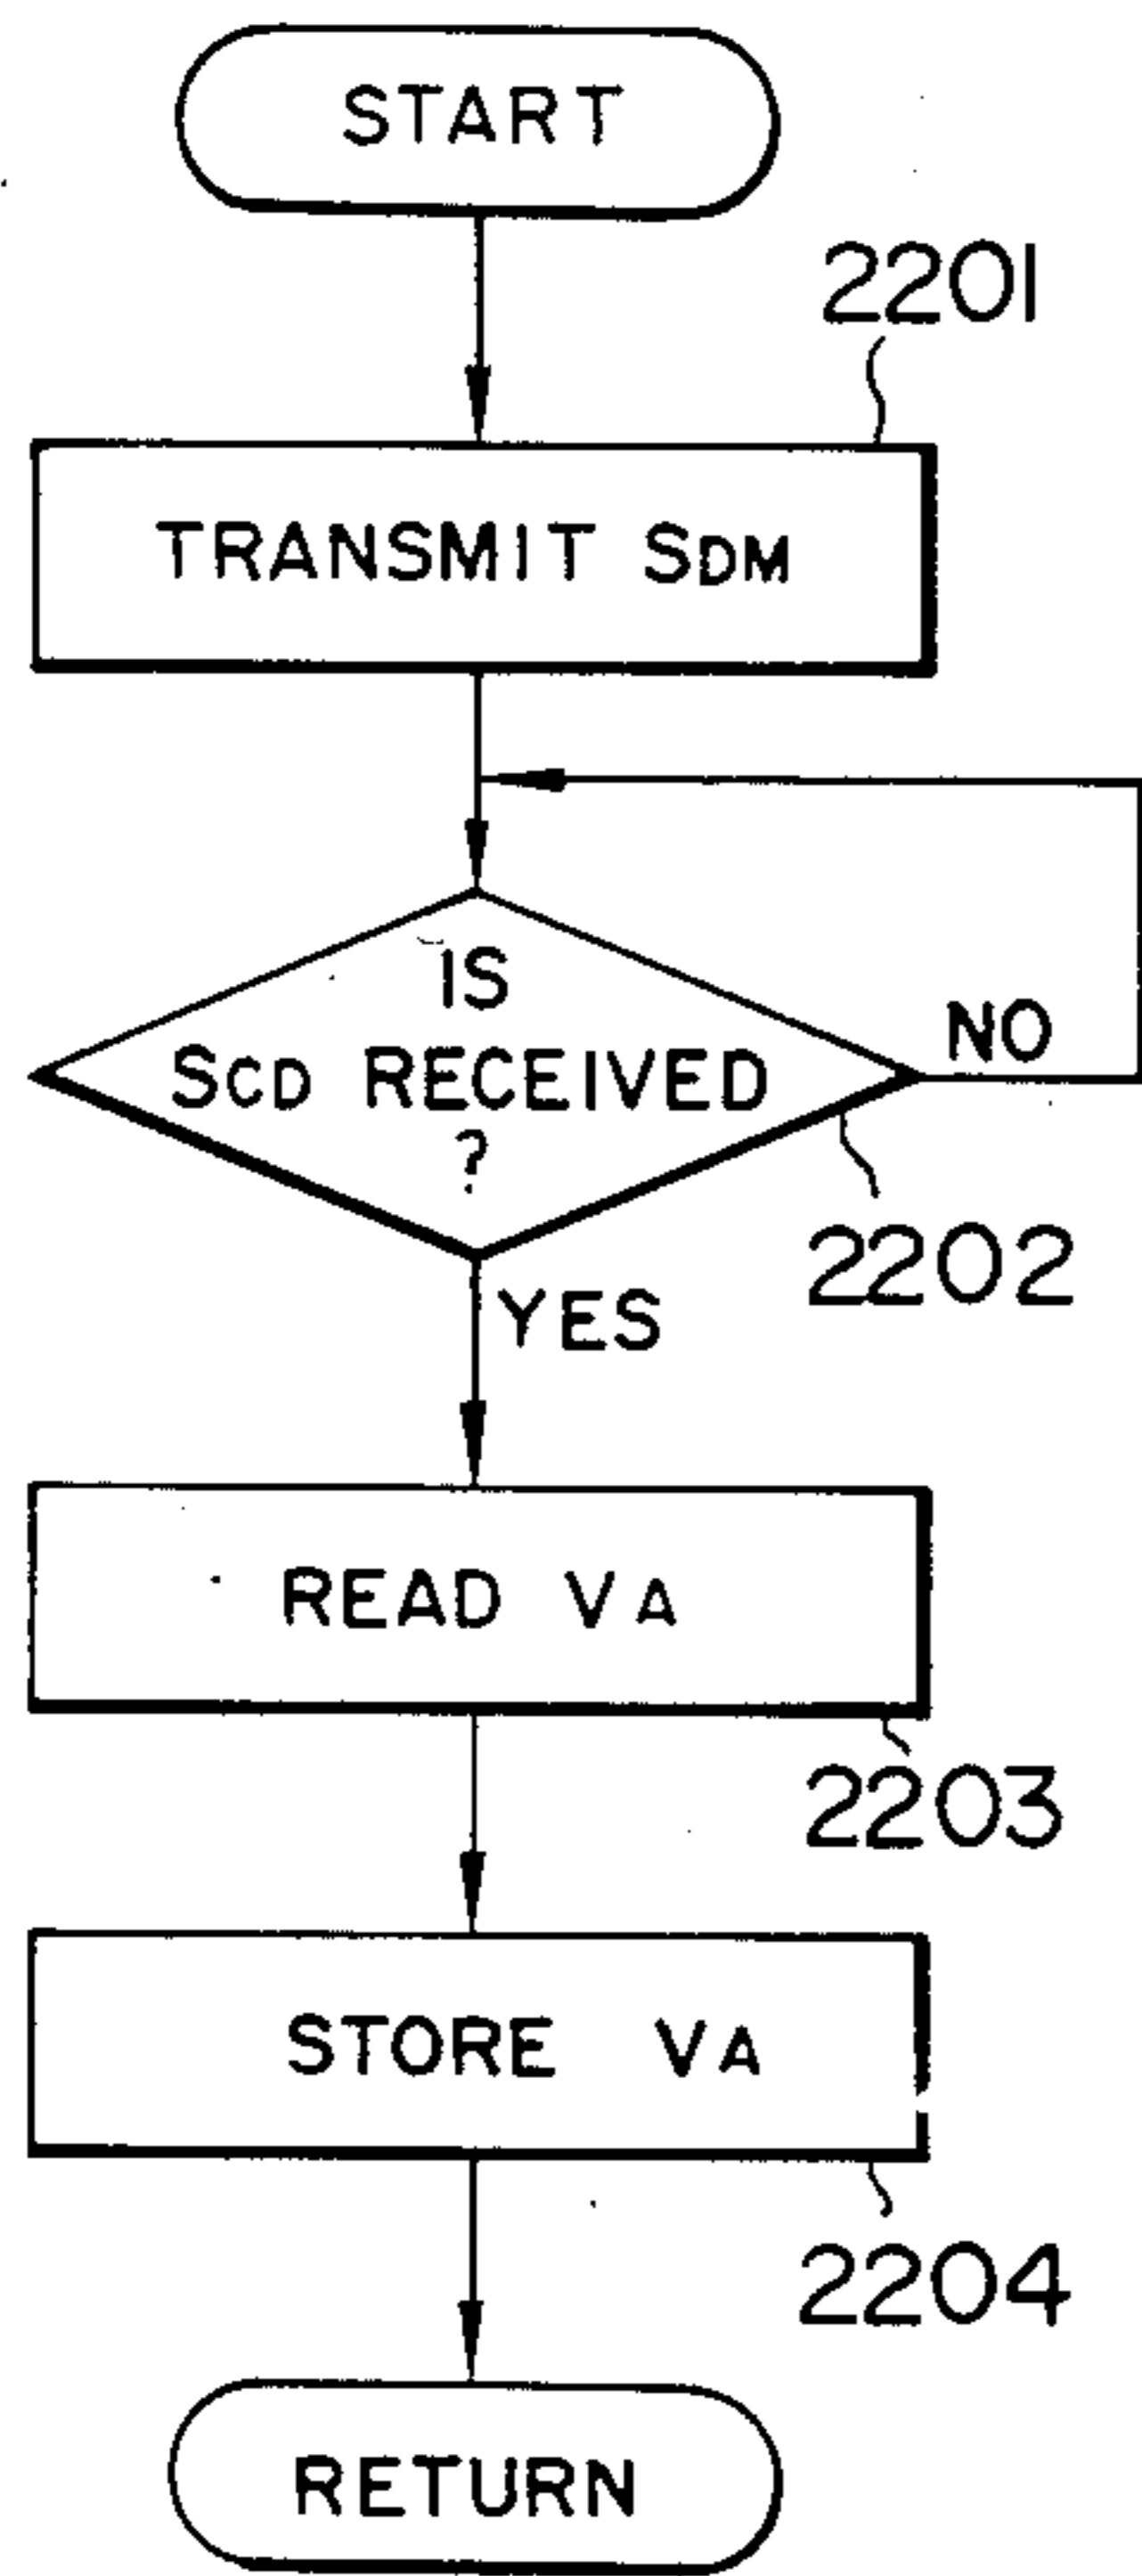 START
2201
TRANSMIT SDM
IS
SCD RECEIVED
?
NO
2202
YES
READ VA
2203
STORE VA
2204
RETURN